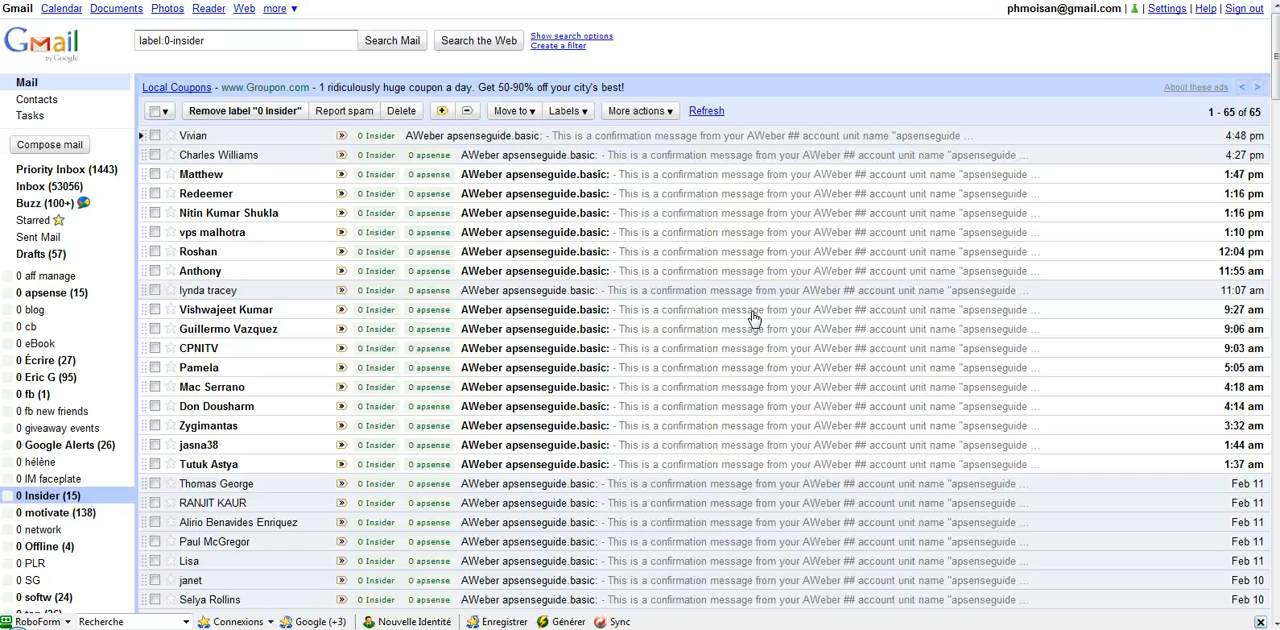 Gmail Calendar Documents Photos Reader Web more ▼ phmoisan@gmail.com | Settings | Help | Sign out
Gmail by Google
label:0-insider Search Mail Search the Web Show search options
Create a filter
Mail
Contacts
Tasks
Compose mail
Priority Inbox (1443)
Inbox (53056)
Buzz (100+)
Starred
Sent Mail
Drafts (57)
0 aff manage
0 apsense (15)
0 blog
0 cb
0 eBook
0 Écrire (27)
0 Eric G (95)
0 fb (1)
0 fb new friends
0 giveaway events
0 Google Alerts (26)
0 hélène
0 IM faceplate
0 Insider (15)
0 motivate (138)
0 network
0 Offline (4)
0 PLR
0 SG
0 softw (24)
Local Coupons - www.Groupon.com - 1 ridiculously huge coupon a day. Get 50-90% off your city's best! About these ads < >
Remove label "0 Insider" Report spam Delete Move to ▾ Labels ▾ More actions ▾ Refresh 1 - 65 of 65
Vivian 0 Insider AWeber apsenseguide.basic: - This is a confirmation message from your AWeber ## account unit name "apsenseguide ... 4:48 pm
Charles Williams 0 Insider 0 apsense AWeber apsenseguide.basic: - This is a confirmation message from your AWeber ## account unit name "apsenseguide ... 4:27 pm
Matthew 0 Insider 0 apsense AWeber apsenseguide.basic: - This is a confirmation message from your AWeber ## account unit name "apsenseguide ... 1:47 pm
Redeemer 0 Insider 0 apsense AWeber apsenseguide.basic: - This is a confirmation message from your AWeber ## account unit name "apsenseguide ... 1:16 pm
Nitin Kumar Shukla 0 Insider 0 apsense AWeber apsenseguide.basic: - This is a confirmation message from your AWeber ## account unit name "apsenseguide ... 1:16 pm
vps malhotra 0 Insider 0 apsense AWeber apsenseguide.basic: - This is a confirmation message from your AWeber ## account unit name "apsenseguide ... 1:10 pm
Roshan 0 Insider 0 apsense AWeber apsenseguide.basic: - This is a confirmation message from your AWeber ## account unit name "apsenseguide ... 12:04 pm
Anthony 0 Insider 0 apsense AWeber apsenseguide.basic: - This is a confirmation message from your AWeber ## account unit name "apsenseguide ... 11:55 am
lynda tracey 0 Insider 0 apsense AWeber apsenseguide.basic: - This is a confirmation message from your AWeber ## account unit name "apsenseguide ... 11:07 am
Vishwajeet Kumar 0 Insider 0 apsense AWeber apsenseguide.basic: - This is a confirmation message from your AWeber ## account unit name "apsenseguide ... 9:27 am
Guillermo Vazquez 0 Insider 0 apsense AWeber apsenseguide.basic: - This is a confirmation message from your AWeber ## account unit name "apsenseguide ... 9:06 am
CPNITV 0 Insider 0 apsense AWeber apsenseguide.basic: - This is a confirmation message from your AWeber ## account unit name "apsenseguide ... 9:03 am
Pamela 0 Insider 0 apsense AWeber apsenseguide.basic: - This is a confirmation message from your AWeber ## account unit name "apsenseguide ... 5:05 am
Mac Serrano 0 Insider 0 apsense AWeber apsenseguide.basic: - This is a confirmation message from your AWeber ## account unit name "apsenseguide ... 4:18 am
Don Dousharm 0 Insider 0 apsense AWeber apsenseguide.basic: - This is a confirmation message from your AWeber ## account unit name "apsenseguide ... 4:14 am
Zygimantas 0 Insider 0 apsense AWeber apsenseguide.basic: - This is a confirmation message from your AWeber ## account unit name "apsenseguide ... 3:32 am
jasna38 0 Insider 0 apsense AWeber apsenseguide.basic: - This is a confirmation message from your AWeber ## account unit name "apsenseguide ... 1:44 am
Tutuk Astya 0 Insider 0 apsense AWeber apsenseguide.basic: - This is a confirmation message from your AWeber ## account unit name "apsenseguide ... 1:37 am
Thomas George 0 Insider 0 apsense AWeber apsenseguide.basic: - This is a confirmation message from your AWeber ## account unit name "apsenseguide ... Feb 11
RANJIT KAUR 0 Insider 0 apsense AWeber apsenseguide.basic: - This is a confirmation message from your AWeber ## account unit name "apsenseguide ... Feb 11
Alirio Benavides Enriquez 0 Insider 0 apsense AWeber apsenseguide.basic: - This is a confirmation message from your AWeber ## account unit name "apsenseguide ... Feb 11
Paul McGregor 0 Insider 0 apsense AWeber apsenseguide.basic: - This is a confirmation message from your AWeber ## account unit name "apsenseguide ... Feb 11
Lisa 0 Insider 0 apsense AWeber apsenseguide.basic: - This is a confirmation message from your AWeber ## account unit name "apsenseguide ... Feb 11
janet 0 Insider 0 apsense AWeber apsenseguide.basic: - This is a confirmation message from your AWeber ## account unit name "apsenseguide ... Feb 10
Selya Rollins 0 Insider 0 apsense AWeber apsenseguide.basic: - This is a confirmation message from your AWeber ## account unit name "apsenseguide ... Feb 10
RoboForm ▾ Recherche Connexions ▾ Google (+3) Nouvelle Identité Enregistrer Générer Sync